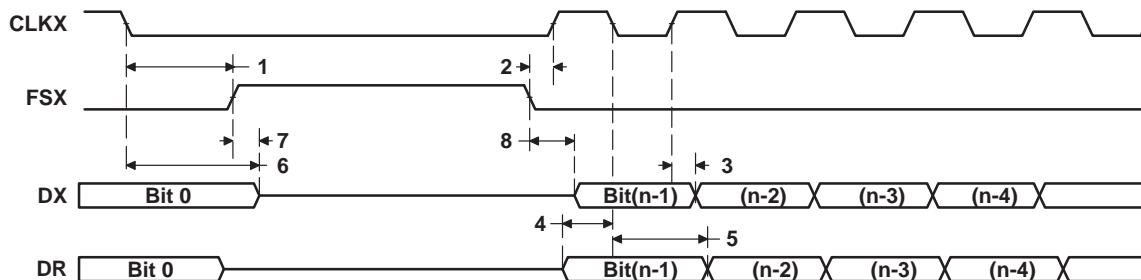 CLKX
1
2
FSX
7
8
6
3
DX
Bit 0
Bit(n-1)
(n-2)
(n-3)
(n-4)
4
5
DR
Bit 0
Bit(n-1)
(n-2)
(n-3)
(n-4)